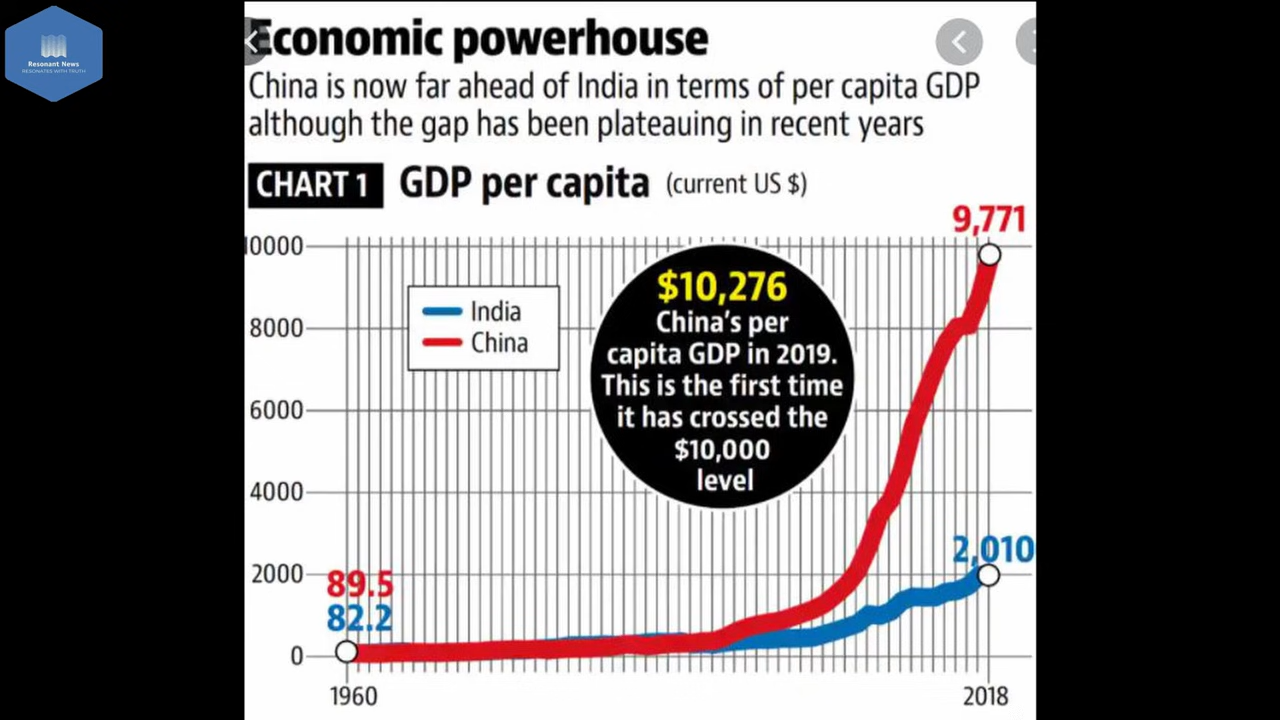 Resonant News
RESONATES WITH TRUTH
Economic powerhouse
China is now far ahead of India in terms of per capita GDP
although the gap has been plateauing in recent years
CHART 1 GDP per capita (current US $)
9,771
10000
8000
6000
4000
2000
0
India
China
$10,276
China's per
capita GDP in 2019.
This is the first time
it has crossed the
$10,000
level
2,010
89.5
82.2
1960 2018